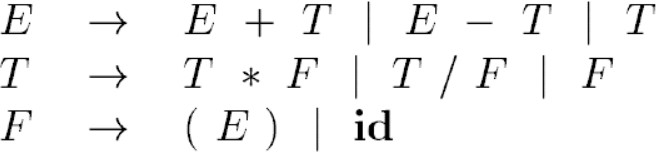 E → E + T | E − T | T
T → T * F | T / F | F
F → ( E ) | id